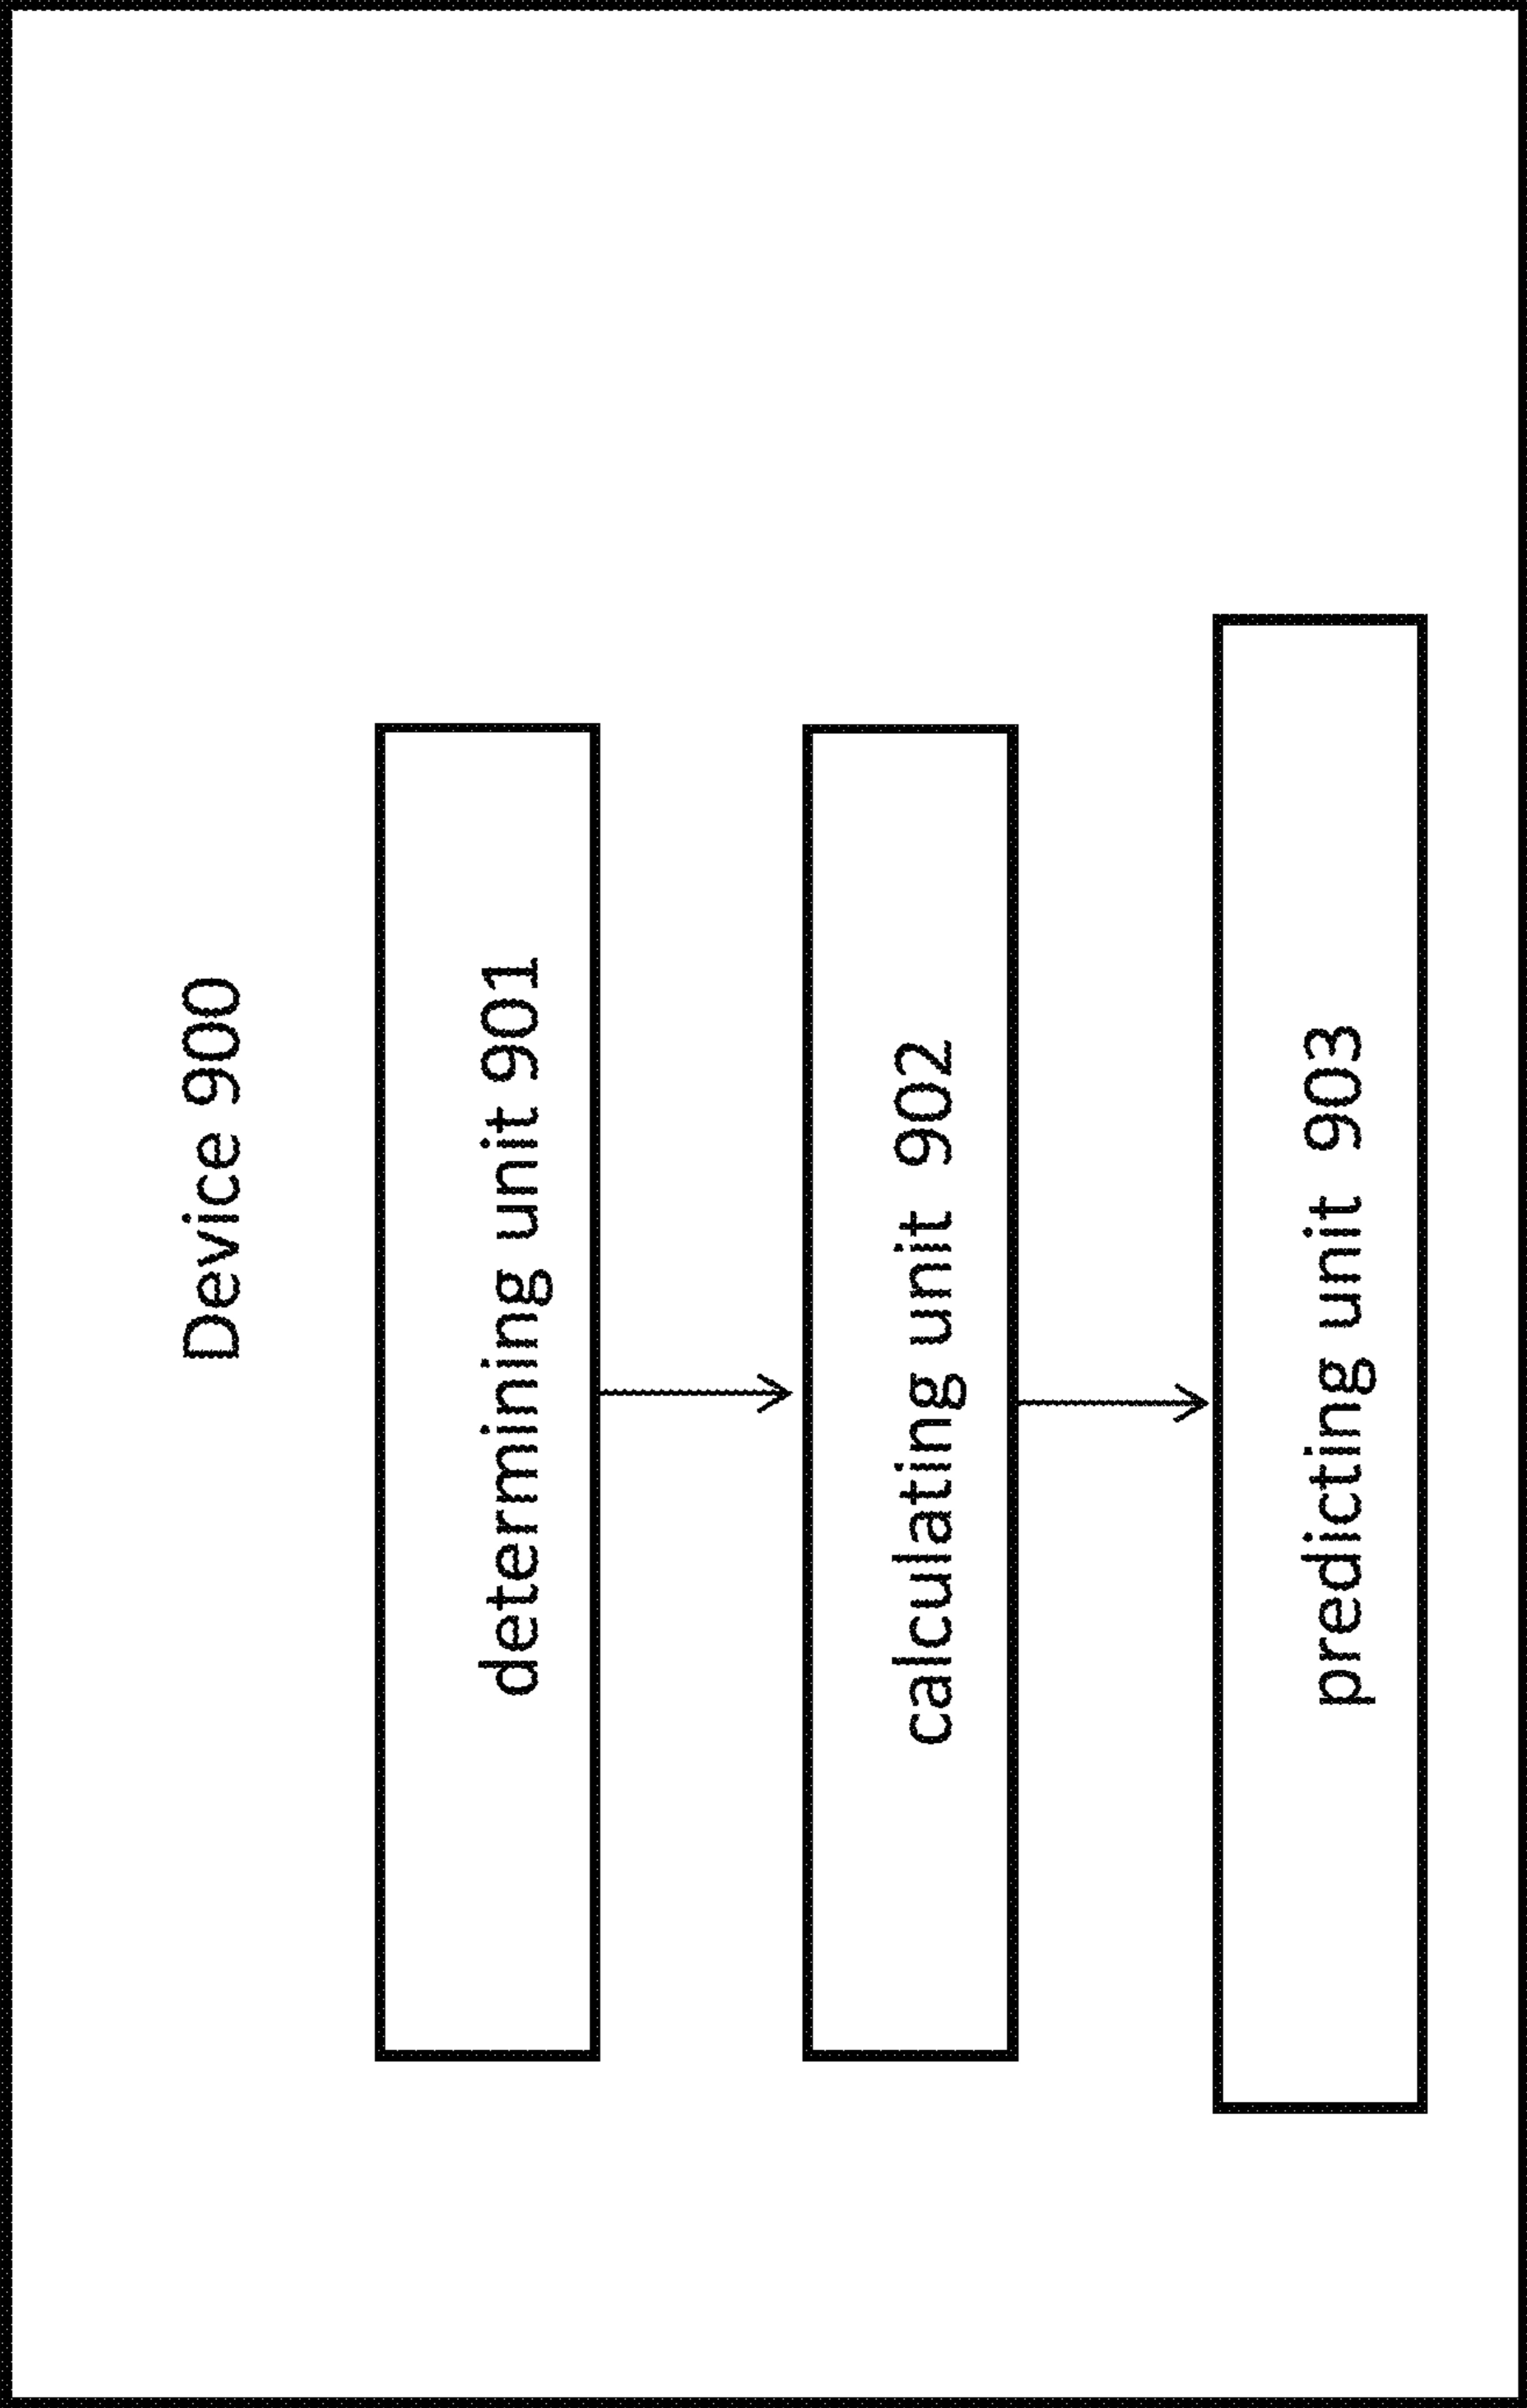 Device 900
determining unit 901
calculating unit 902
predicting unit 903